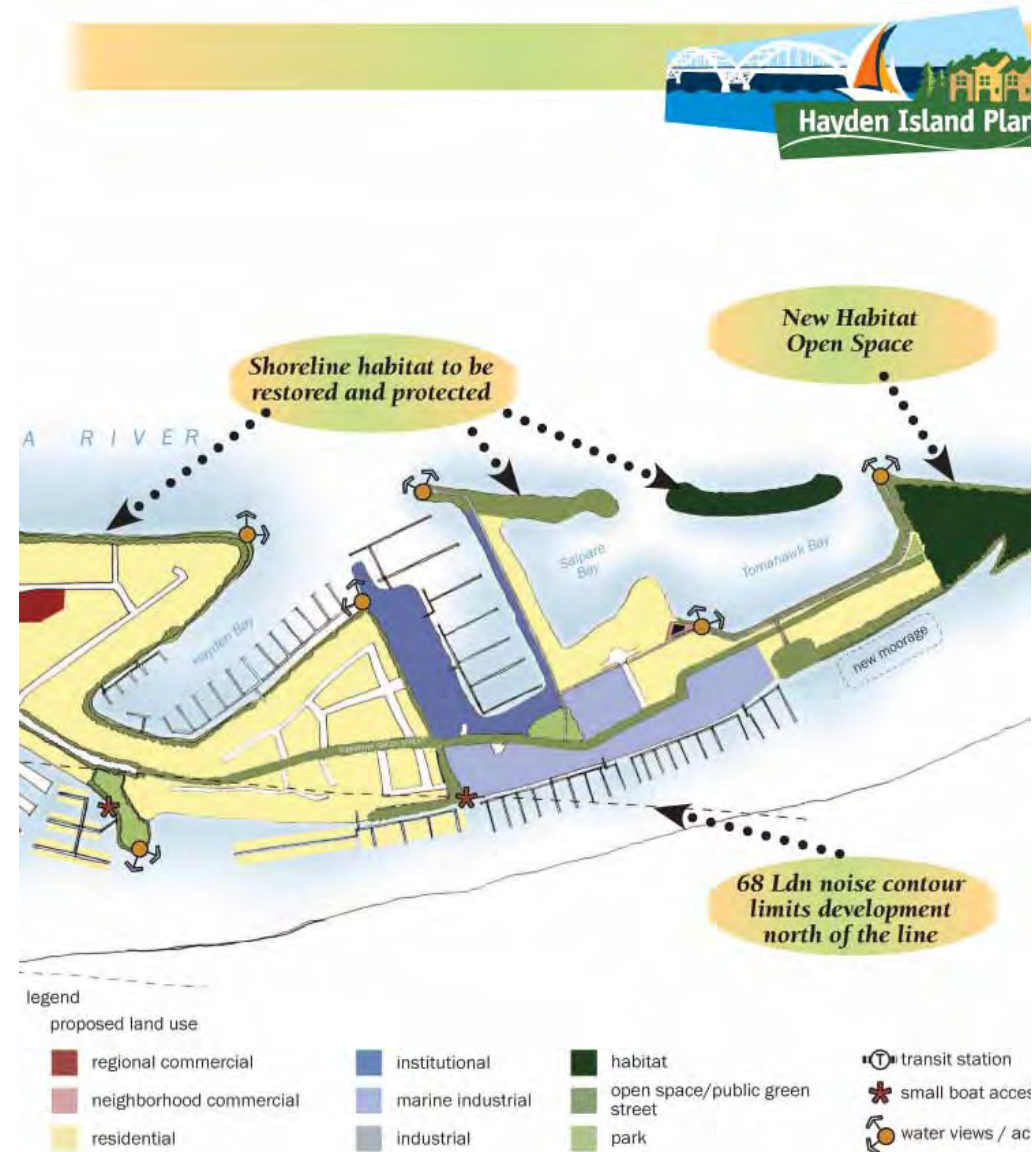 Hayden Island Plan
New Habitat
Open Space
Shoreline habitat to be
restored and protected
A RIVER
Salpare
Bay
Tomahawk Bay
Hayden Bay
new moorage
68 Ldn noise contour
limits development
north of the line
legend
proposed land use
regional commercial
neighborhood commercial
residential
institutional
marine industrial
industrial
habitat
open space/public green
street
park
T
transit station
small boat acces
water views / ac